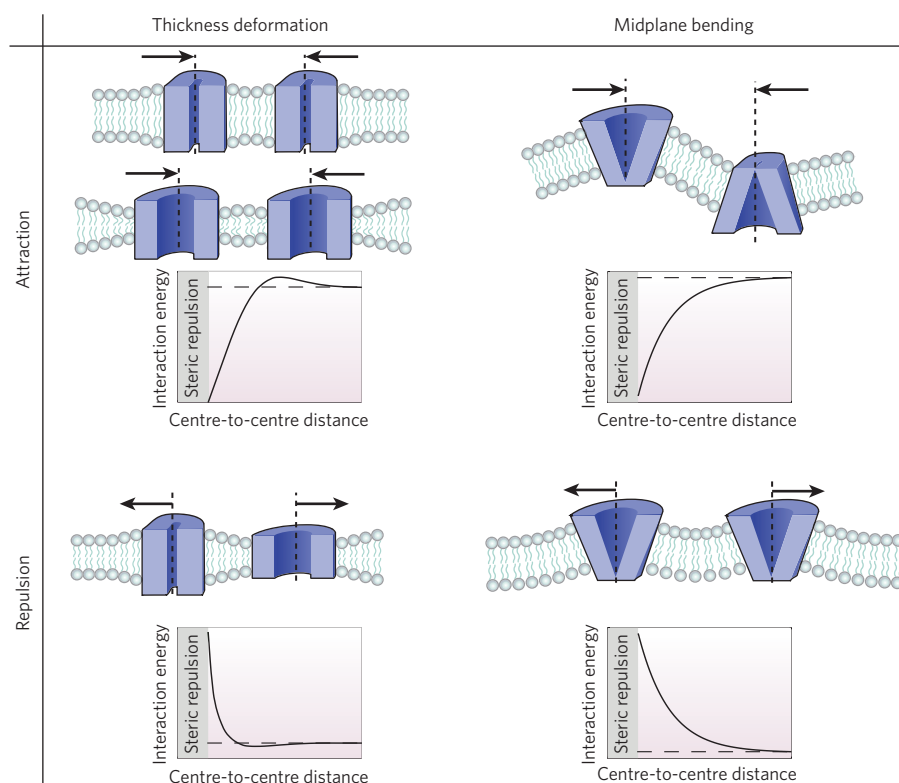 Thickness deformation
Midplane bending
Attraction
Interaction energy
Steric repulsion
Centre-to-centre distance
Interaction energy
Steric repulsion
Centre-to-centre distance
Repulsion
Interaction energy
Steric repulsion
Centre-to-centre distance
Interaction energy
Steric repulsion
Centre-to-centre distance